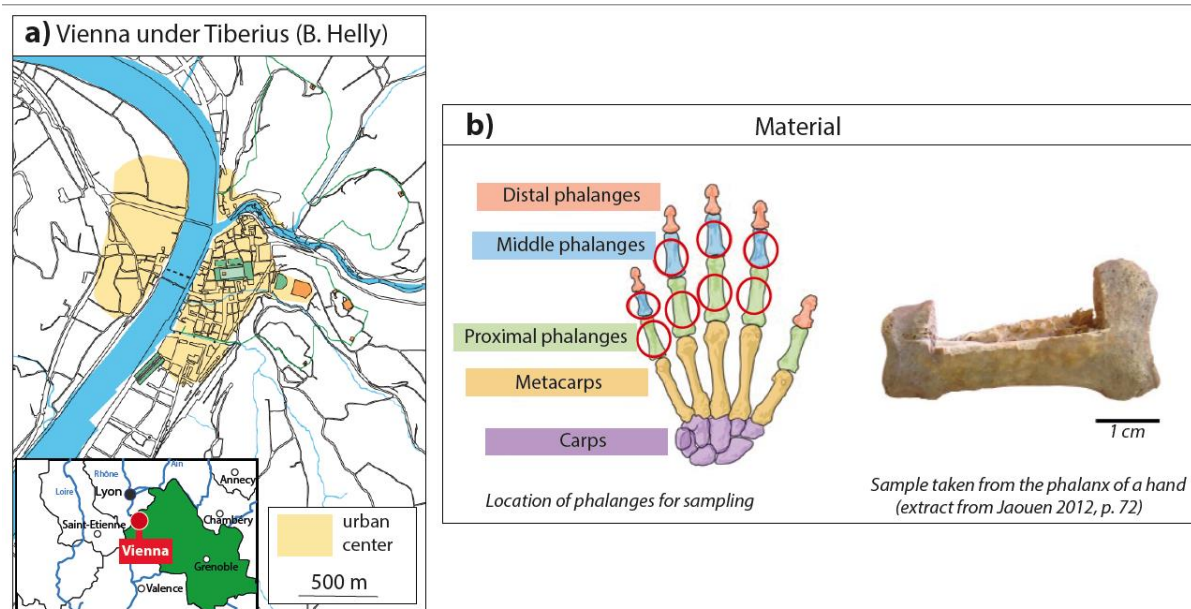 a) Vienna under Tiberius (B. Helly)
Loire
Rhône
Ain
Annecy
Lyon
Saint-Etienne
Chambéry
Vienna
Grenoble
Valence
urban
center
500 m
b) Material
Distal phalanges
Middle phalanges
Proximal phalanges
Metacarps
Carps
Location of phalanges for sampling
1 cm
Sample taken from the phalanx of a hand
(extract from Jaouen 2012, p. 72)